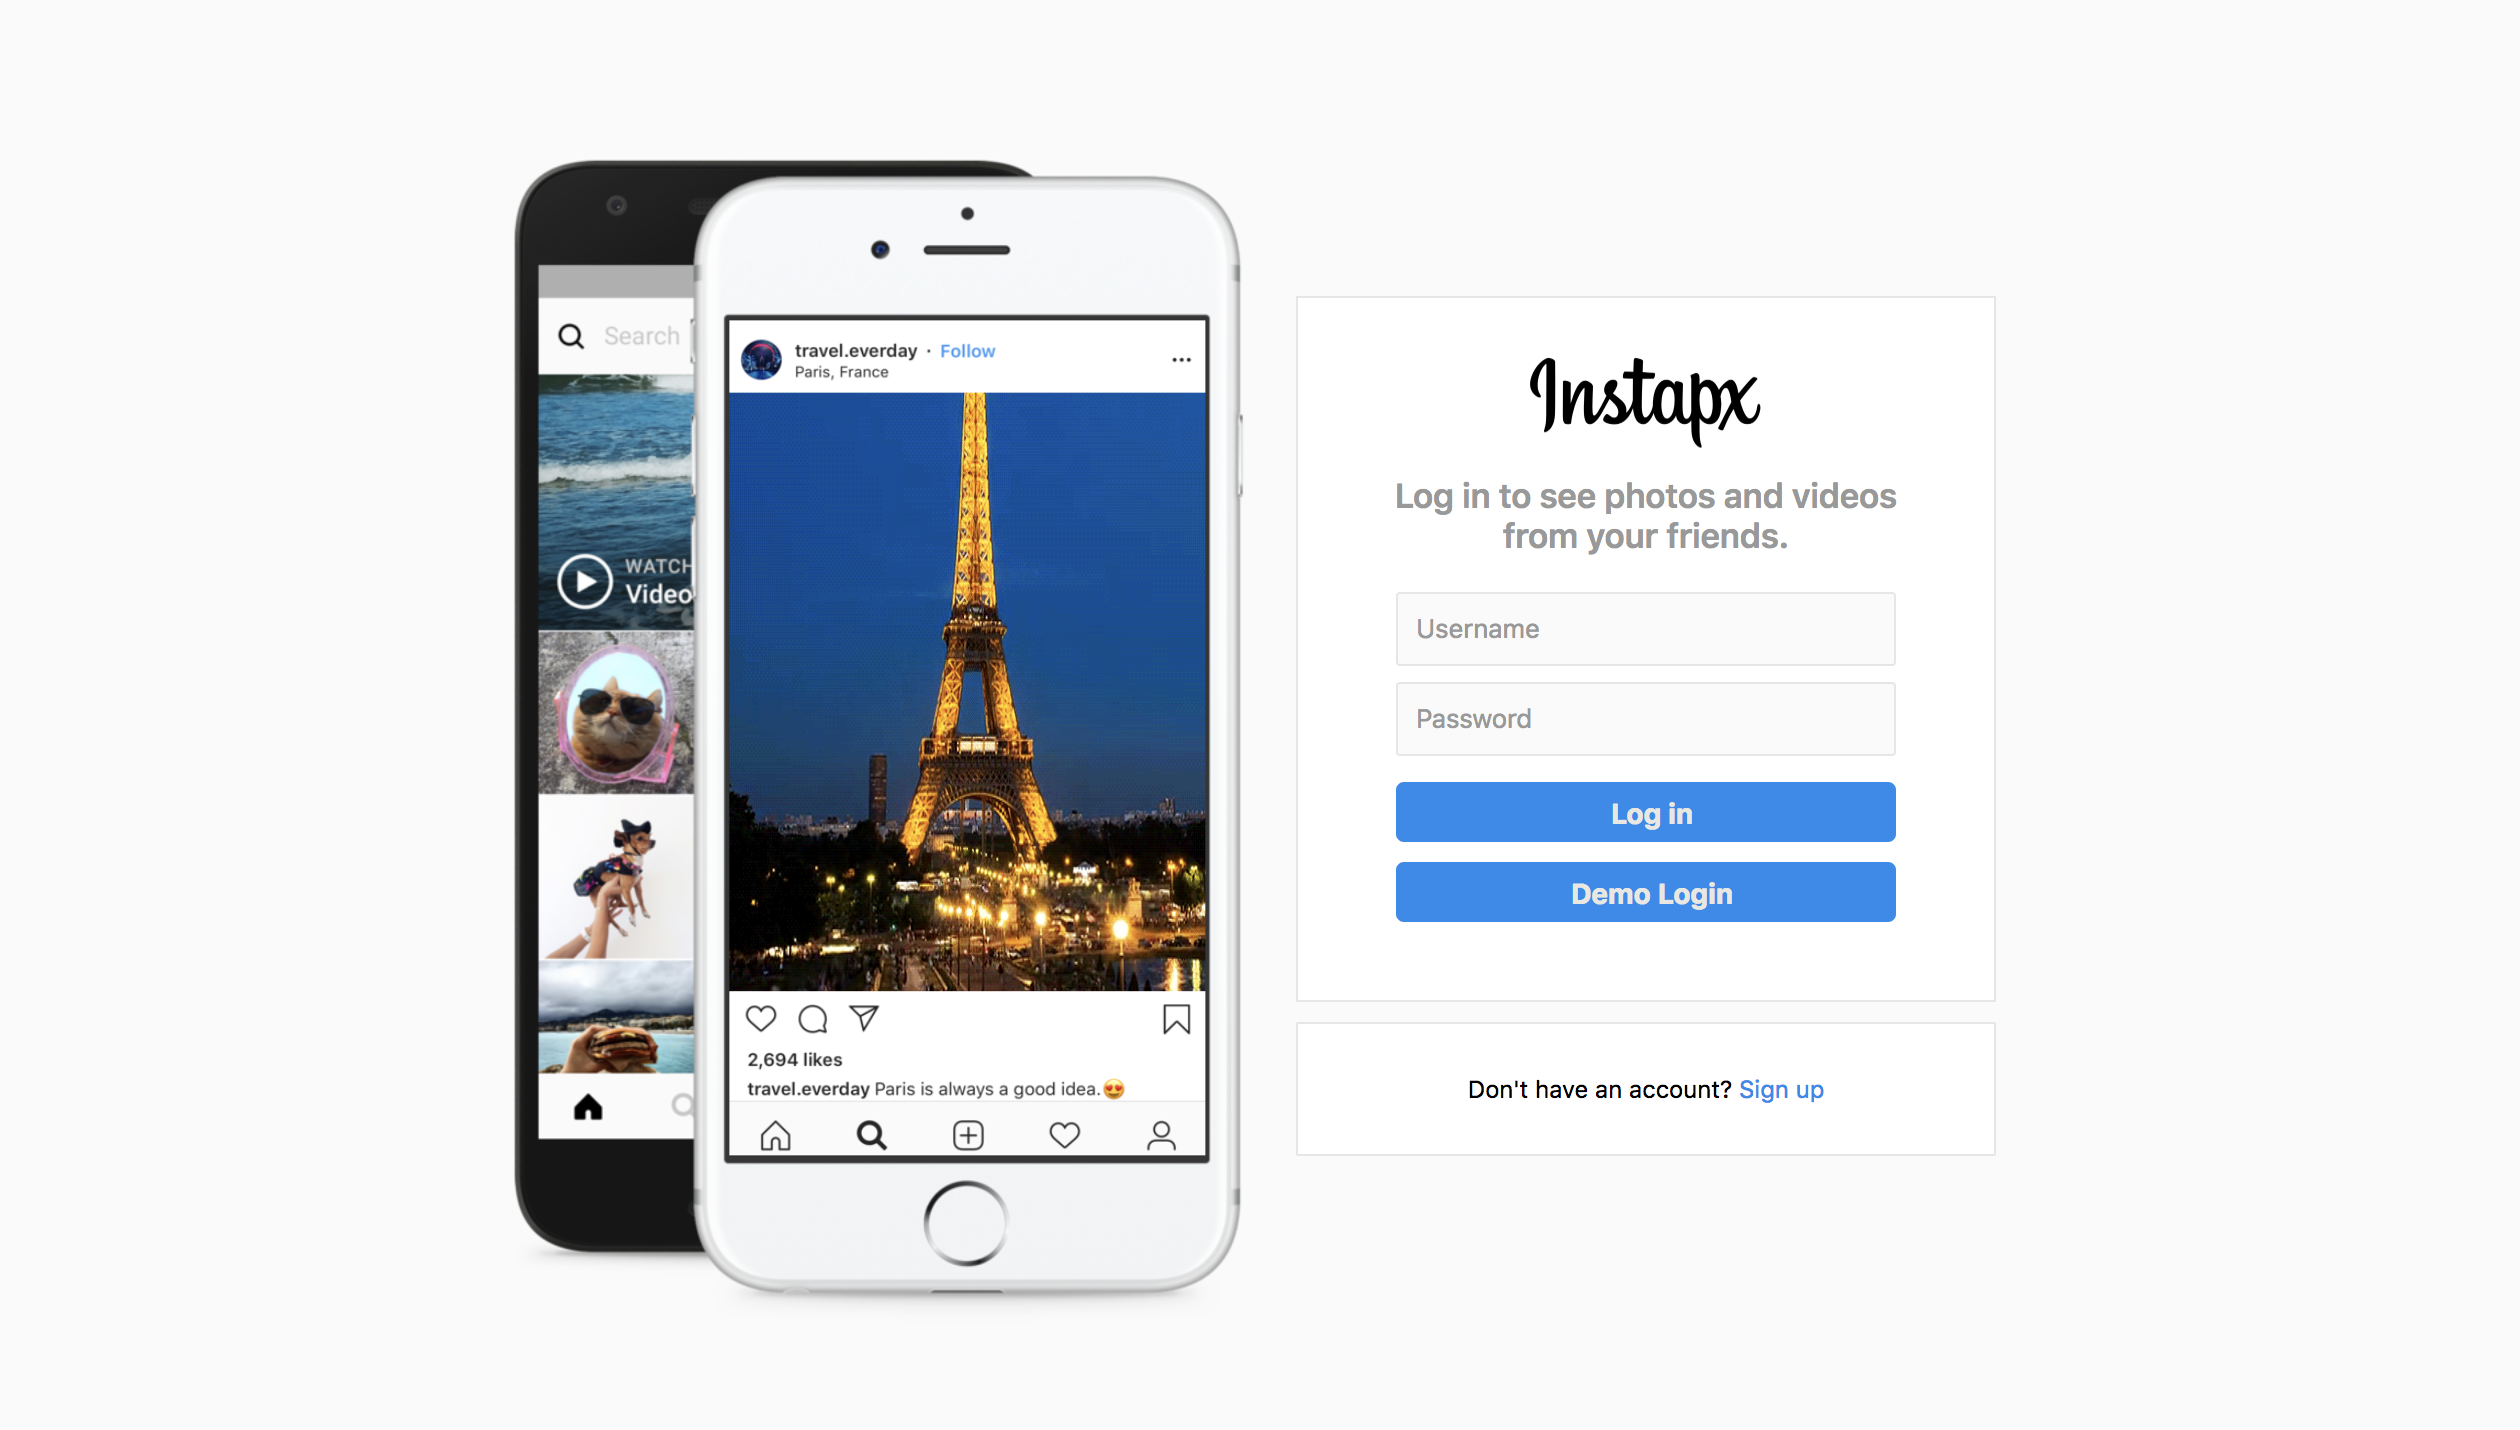 Search
WATCH
Video
travel.everday · Follow
Paris, France
2,694 likes
travel.everday Paris is always a good idea.😍
Instapx
Log in to see photos and videos
from your friends.
Username
Password
Log in
Demo Login
Don't have an account? Sign up